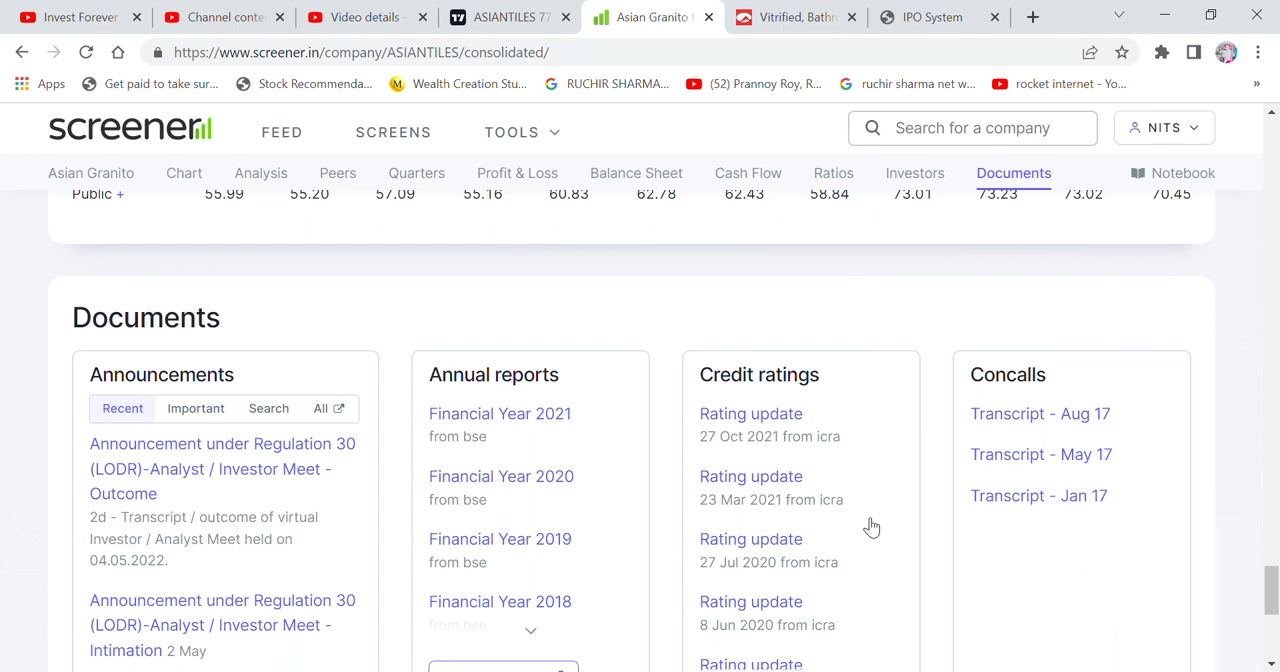 Invest Forever
Channel conte
Video details -
ASIANTILES 77
Asian Granito
Vitrified, Bathr
IPO System
https://www.screener.in/company/ASIANTILES/consolidated/
Apps
Get paid to take sur...
Stock Recommenda...
Wealth Creation Stu...
RUCHIR SHARMA...
(52) Prannoy Roy, R...
ruchir sharma net w...
rocket internet - Yo...
»
screener
FEED
SCREENS
TOOLS
Search for a company
NITS
Asian Granito
Chart
Analysis
Peers
Quarters
Profit & Loss
Balance Sheet
Cash Flow
Ratios
Investors
Documents
Notebook
Public + 55.99 55.20 57.09 55.16 60.83 62.78 62.43 58.84 73.01 73.23 73.02 70.45
Documents
Announcements
Recent Important Search All
Announcement under Regulation 30
(LODR)-Analyst / Investor Meet -
Outcome
2d - Transcript / outcome of virtual
Investor / Analyst Meet held on
04.05.2022.
Announcement under Regulation 30
(LODR)-Analyst / Investor Meet -
Intimation 2 May
Annual reports
Financial Year 2021
from bse
Financial Year 2020
from bse
Financial Year 2019
from bse
Financial Year 2018
from bse
Credit ratings
Rating update
27 Oct 2021 from icra
Rating update
23 Mar 2021 from icra
Rating update
27 Jul 2020 from icra
Rating update
8 Jun 2020 from icra
Rating update
Concalls
Transcript - Aug 17
Transcript - May 17
Transcript - Jan 17